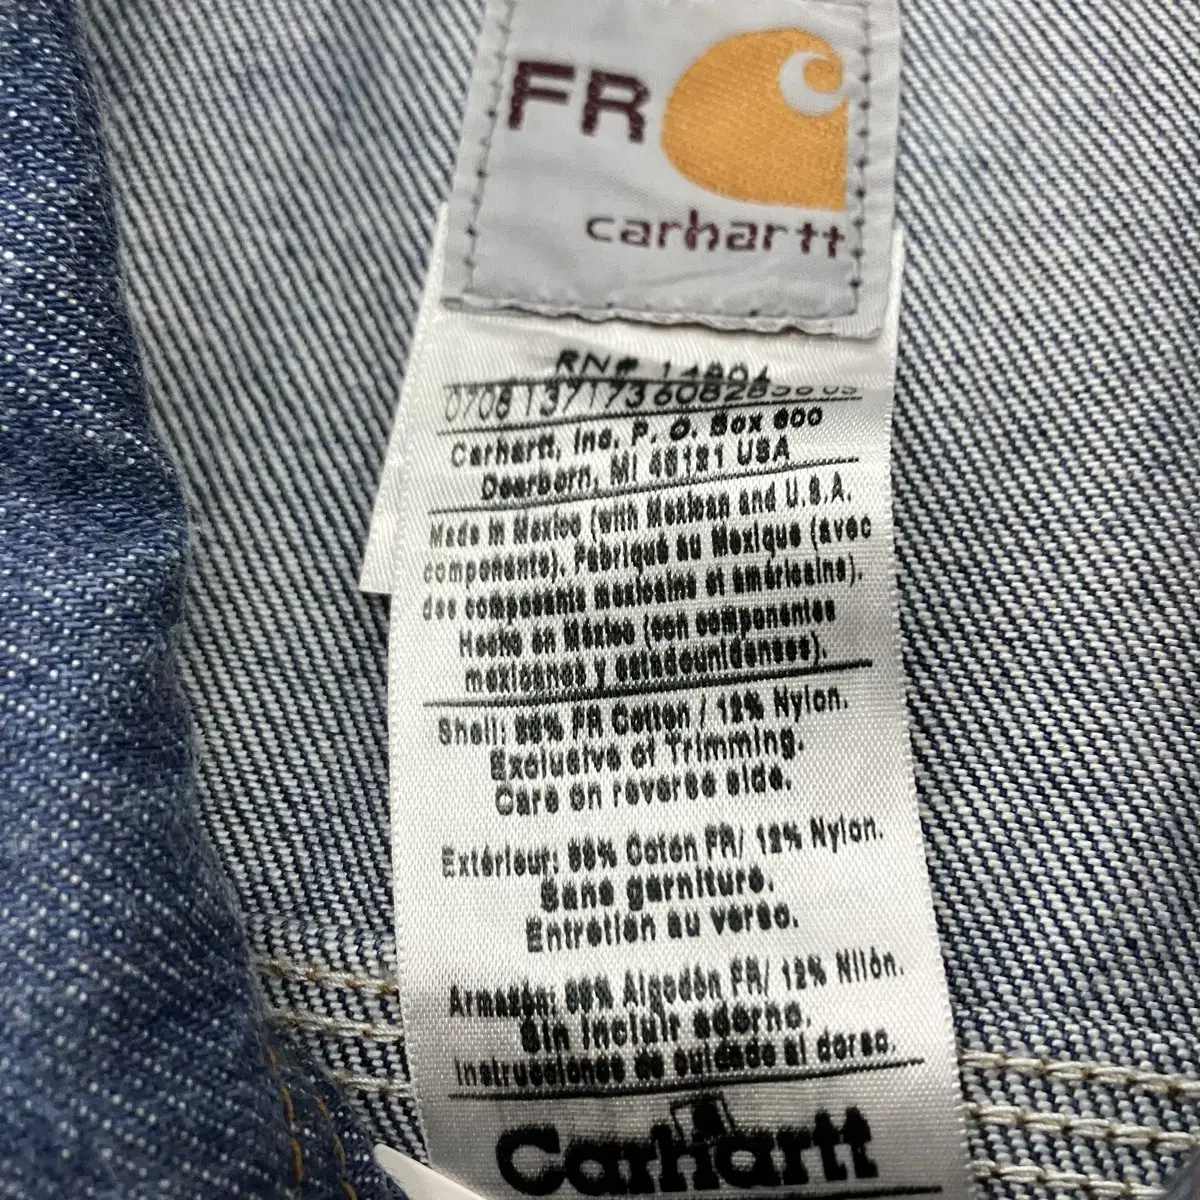 FR
carhartt
RN# 14806
Carhartt, Inc. P. O. Box 600
Dearborn, MI 48121 USA
Made in Mexico (with Mexican and U.S.A.
components). Fabriqué au Mexique (avec
des composants mexicains et américains).
Hecho en México (con componentes
mexicanos y estadounidenses).
Shell: 88% FR Cotton / 12% Nylon.
Exclusive of Trimming.
Care on reverse side.
Extérieur: 88% Coton FR/ 12% Nylon.
Sans garniture.
Entretien au verso.
Armazón: 88% Algodón FR/ 12% Nilón.
Sin incluir adorno.
Instrucciones de cuidado al dorso.
Carhartt